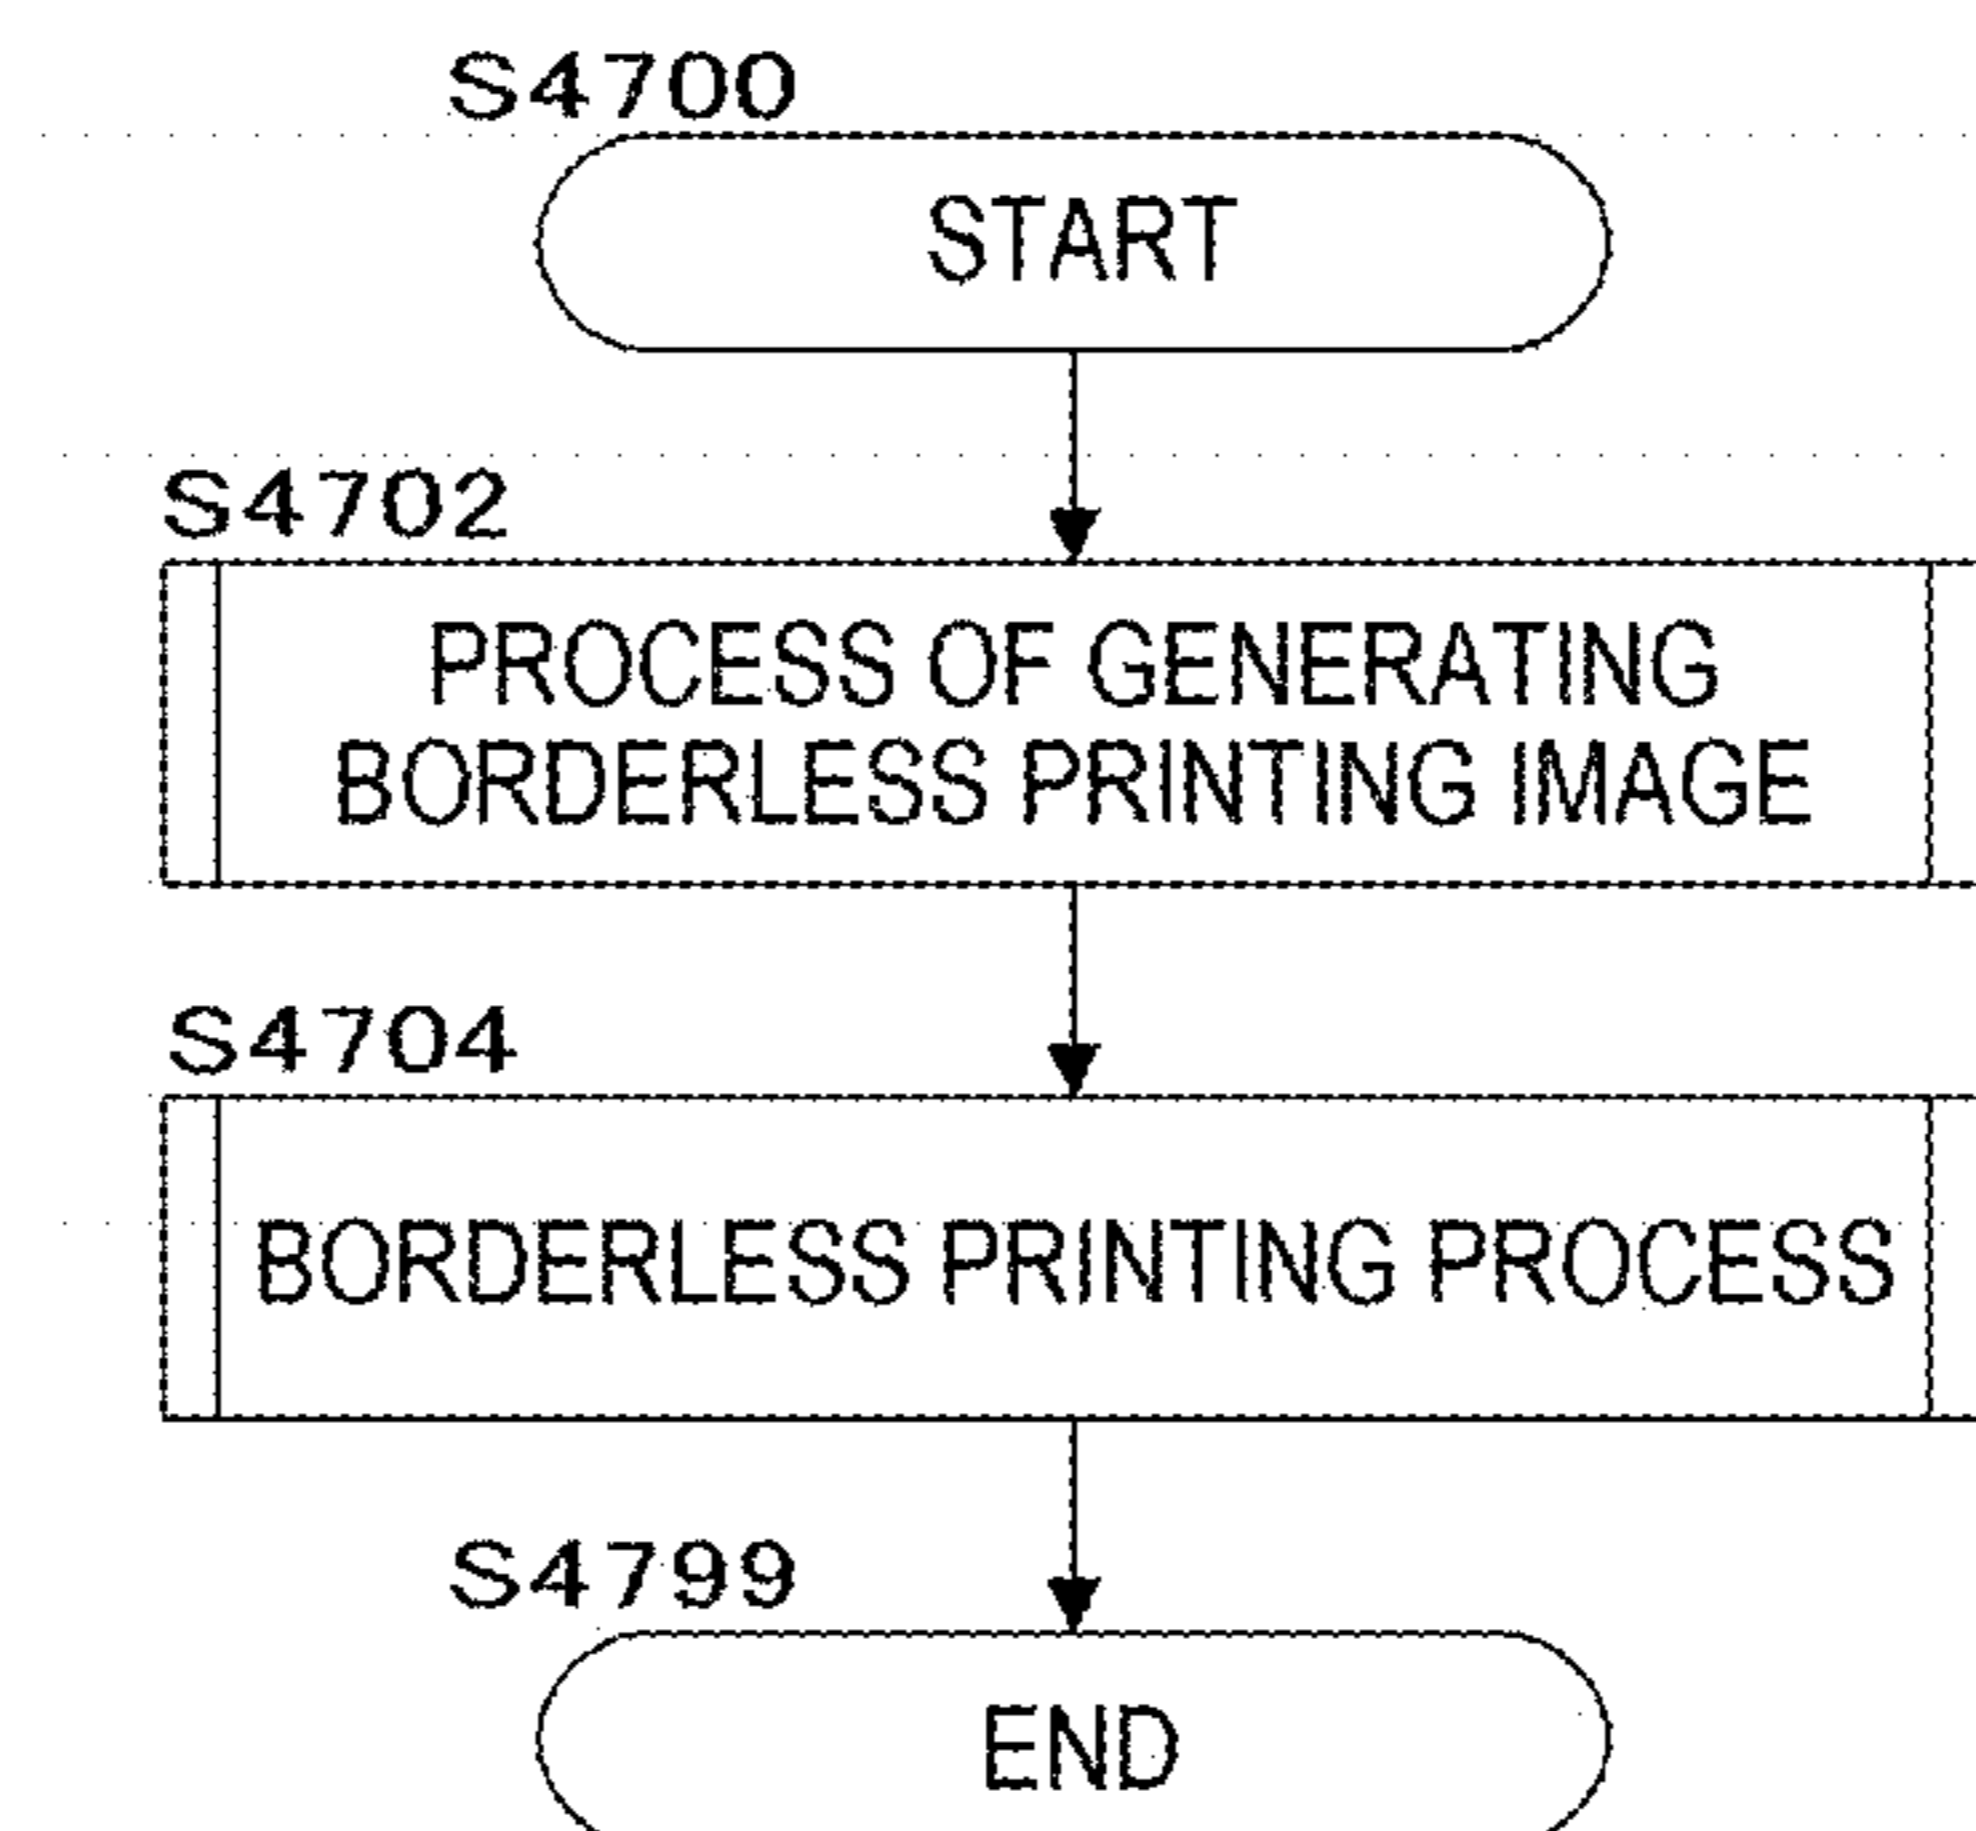 S4700
START
S4702
PROCESS OF GENERATING
BORDERLESS PRINTING IMAGE
S4704
BORDERLESS PRINTING PROCESS
S4799
END